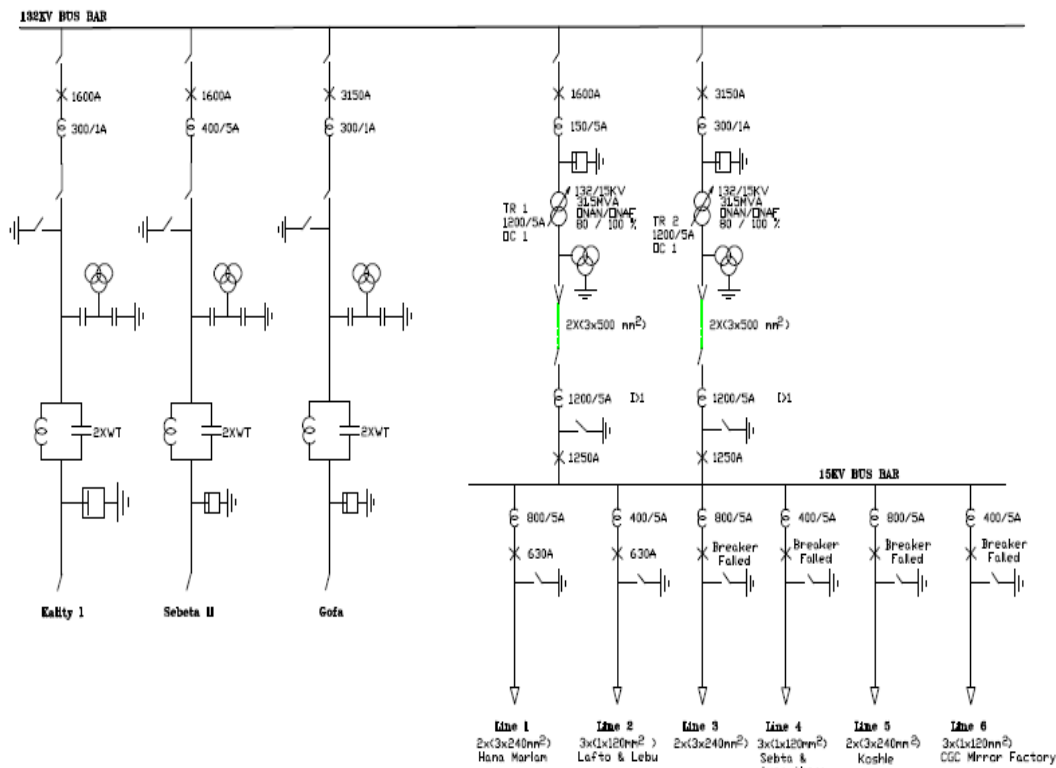 132KV BUS BAR
1600A
1600A
3150A
1600A
3150A
300/1A
400/5A
300/1A
150/5A
300/1A
132/15KV
31.5MVA
ONAN/ONAF
80 / 100 %
TR 1
1200/5A
OC 1
132/15KV
31.5MVA
ONAN/ONAF
80 / 100 %
TR 2
1200/5A
OC 1
2X(3x500 mm²)
2X(3x500 mm²)
1200/5A I>1
1200/5A I>1
2XWT
2XWT
2XWT
1250A
1250A
15KV BUS BAR
800/5A
400/5A
800/5A
400/5A
800/5A
400/5A
630A
630A
Breaker
Failed
Breaker
Failed
Breaker
Failed
Breaker
Failed
Kality I
Sebeta II
Gofa
Line 1
2x(3x240mm²)
Hana Mariam
Line 2
3x(1x120mm²)
Lafto & Lebu
Line 3
2x(3x240mm²)
Line 4
3x(1x120mm²)
Sebta &
Line 5
2x(3x240mm²)
Koshie
Line 6
3x(1x120mm²)
CGC Mirror Factory